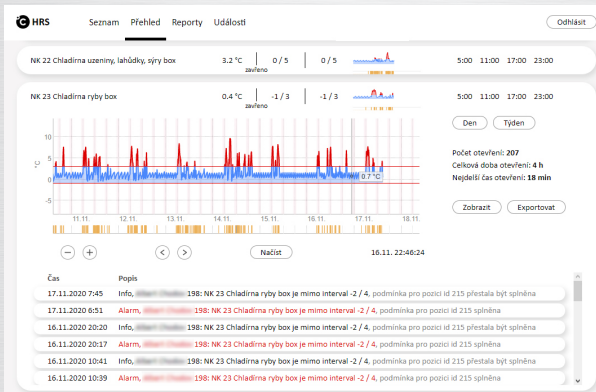 HRS Seznam Přehled Reporty Události Odhlásit
NK 22 Chladírna uzeniny, lahůdky, sýry box 3.2 °C 0 / 5 0 / 5 5:00 11:00 17:00 23:00
zavřeno
NK 23 Chladírna ryby box 0.4 °C -1 / 3 -1 / 3 5:00 11:00 17:00 23:00
zavřeno
Den Týden
10
5
0
-5
°C
0.7 °C
Počet otevření: 207
Celková doba otevření: 4 h
Nejdelší čas otevření: 18 min
Zobrazit Exportovat
11.11. 12.11. 13.11. 14.11. 15.11. 16.11. 17.11. 18.11.
Načíst 16.11. 22:46:24
Čas Popis
17.11.2020 7:45 Info, 198: NK 23 Chladírna ryby box je mimo interval -2 / 4, podmínka pro pozici id 215 přestala být splněna
17.11.2020 6:51 Alarm, 198: NK 23 Chladírna ryby box je mimo interval -2 / 4, podmínka pro pozici id 215 splněna
16.11.2020 20:20 Info, 198: NK 23 Chladírna ryby box je mimo interval -2 / 4, podmínka pro pozici id 215 přestala být splněna
16.11.2020 20:17 Alarm, 198: NK 23 Chladírna ryby box je mimo interval -2 / 4, podmínka pro pozici id 215 splněna
16.11.2020 10:41 Info, 198: NK 23 Chladírna ryby box je mimo interval -2 / 4, podmínka pro pozici id 215 přestala být splněna
16.11.2020 10:39 Alarm, 198: NK 23 Chladírna ryby box je mimo interval -2 / 4, podmínka pro pozici id 215 splněna